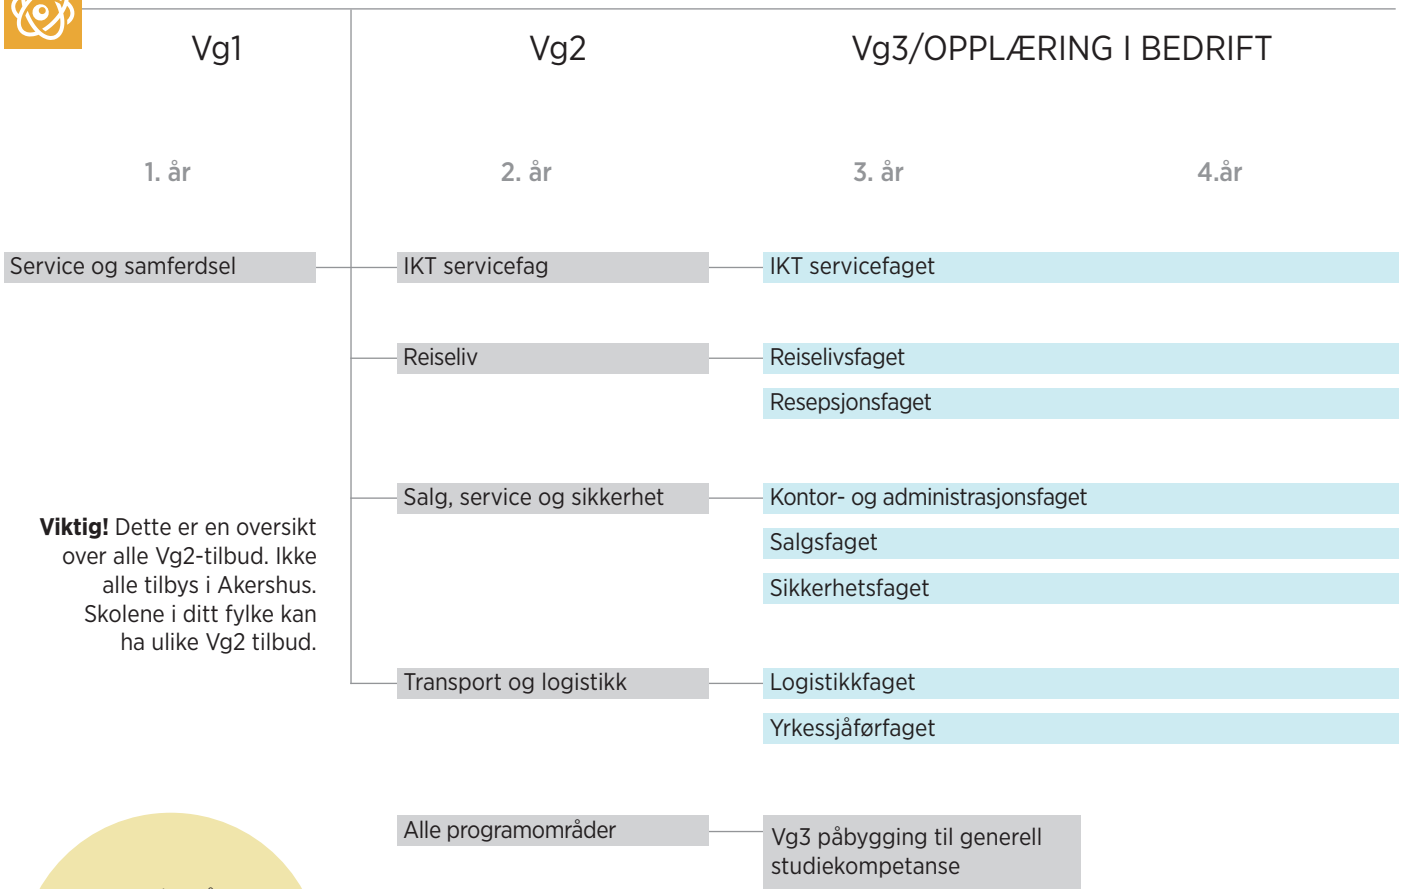 Vg1
Vg2
Vg3/OPPLÆRING I BEDRIFT
1. år
2. år
3. år
4.år
Service og samferdsel
IKT servicefag
IKT servicefaget
Reiseliv
Reiselivsfaget
Resepsjonsfaget
Salg, service og sikkerhet
Kontor- og administrasjonsfaget
Salgsfaget
Sikkerhetsfaget
Viktig! Dette er en oversikt
over alle Vg2-tilbud. Ikke
alle tilbys i Akershus.
Skolene i ditt fylke kan
ha ulike Vg2 tilbud.
Transport og logistikk
Logistikkfaget
Yrkessjåførfaget
Alle programområder
Vg3 påbygging til generell
studiekompetanse